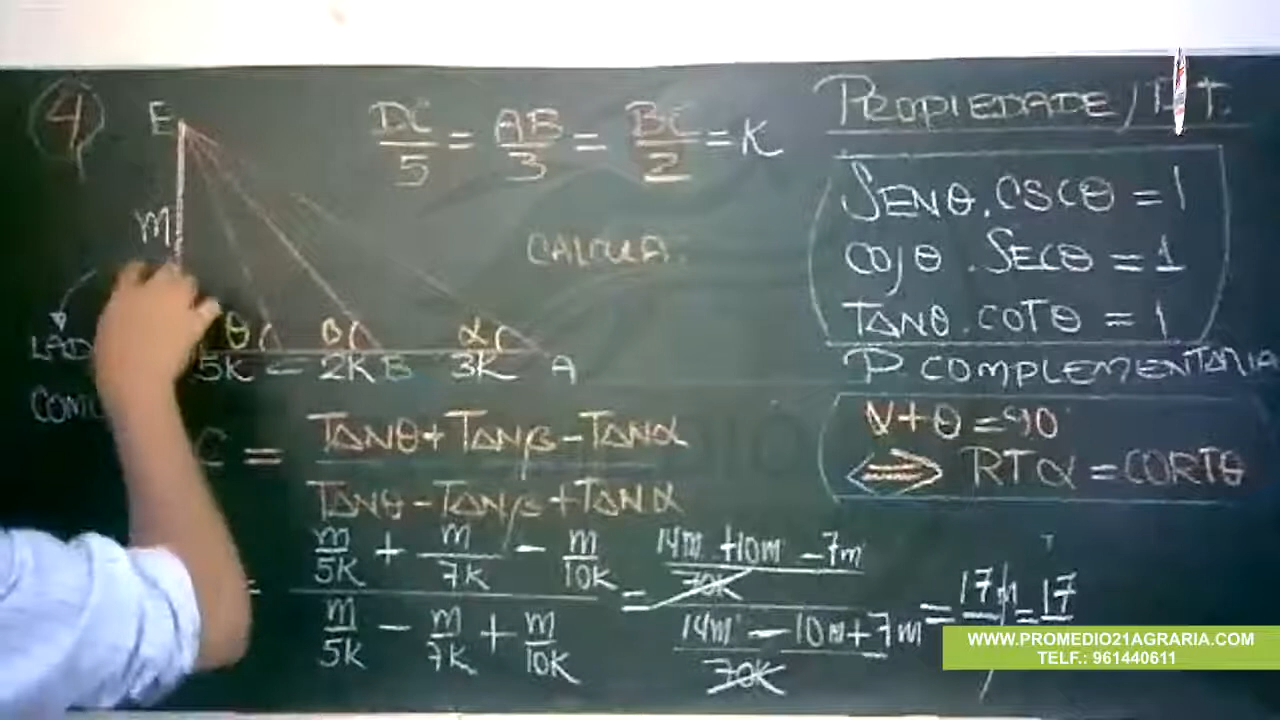 4
E
m
DC/5 = AB/3 = BC/2 = K
CALCULA:
θ β α
5K C 2K B 3K A
LAD
COMU
C = TANθ + TANβ - TANα / TANθ - TANβ + TANα
= m/5K + m/7K - m/10K / m/5K - m/7K + m/10K = 14m + 10m - 7m / 70K / 14m - 10m + 7m / 70K = 17m = 17
PROPIEDADE/
SENθ . CSCθ = 1
COSθ . SECθ = 1
TANθ . COTθ = 1
P COMPLEMENTARIA
α + θ = 90
⟺ RTα = CORTθ
WWW.PROMEDIO21AGRARIA.COM
TELF.: 961440611